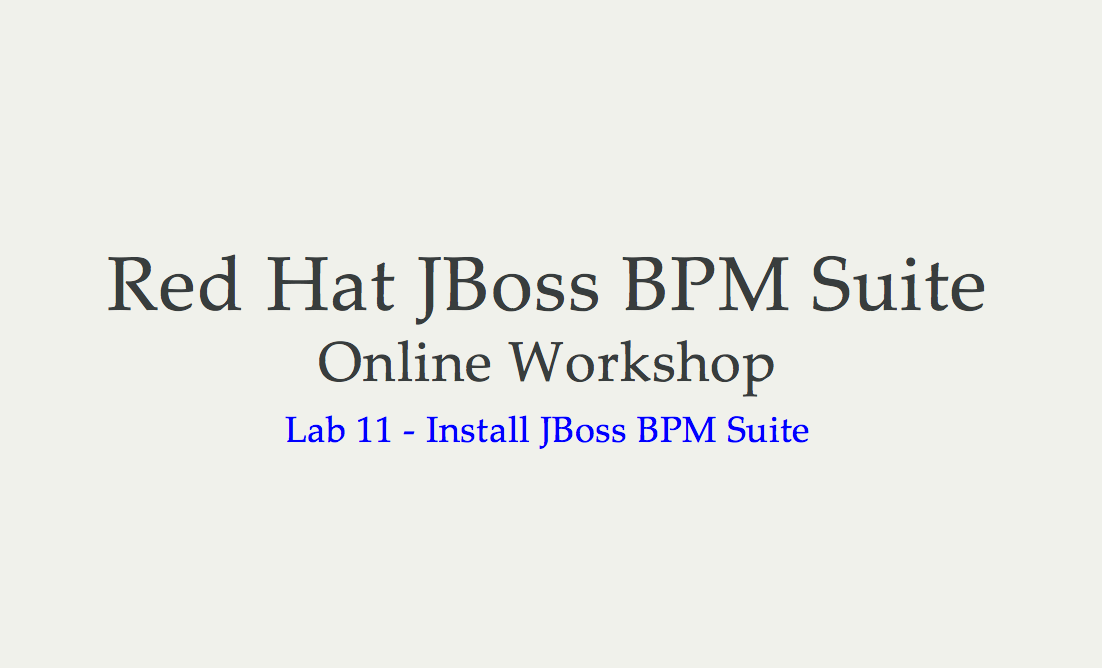 Red Hat JBoss BPM Suite
Online Workshop
Lab 11 - Install JBoss BPM Suite